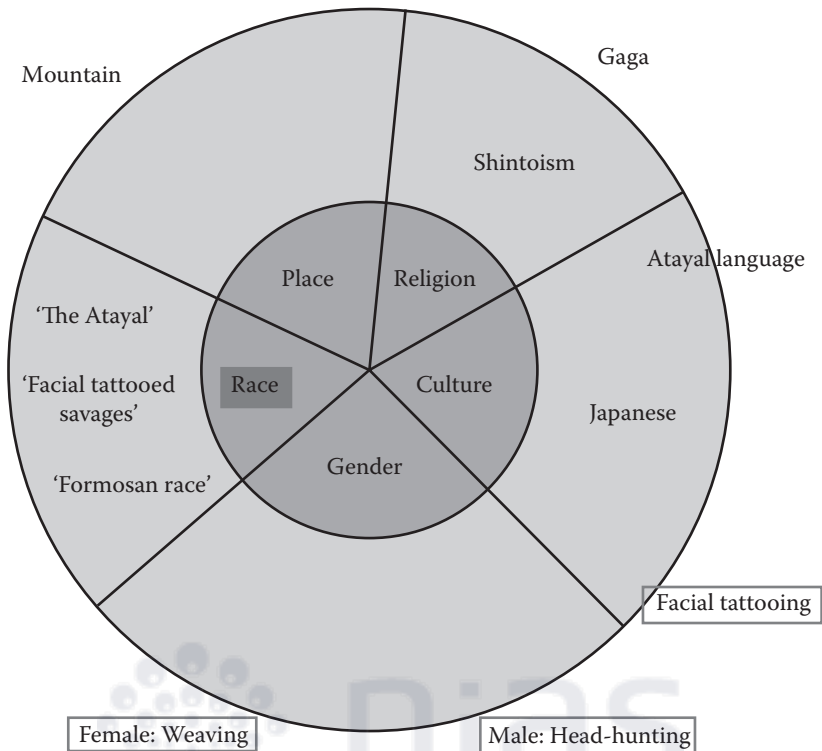 Gaga
Mountain
Shintoism
Atayal language
Place
Religion
'The Atayal'
'Facial tattooed
savages'
Race
Culture
Japanese
Gender
'Formosan race'
Facial tattooing
nias
Female: Weaving
Male: Head-hunting